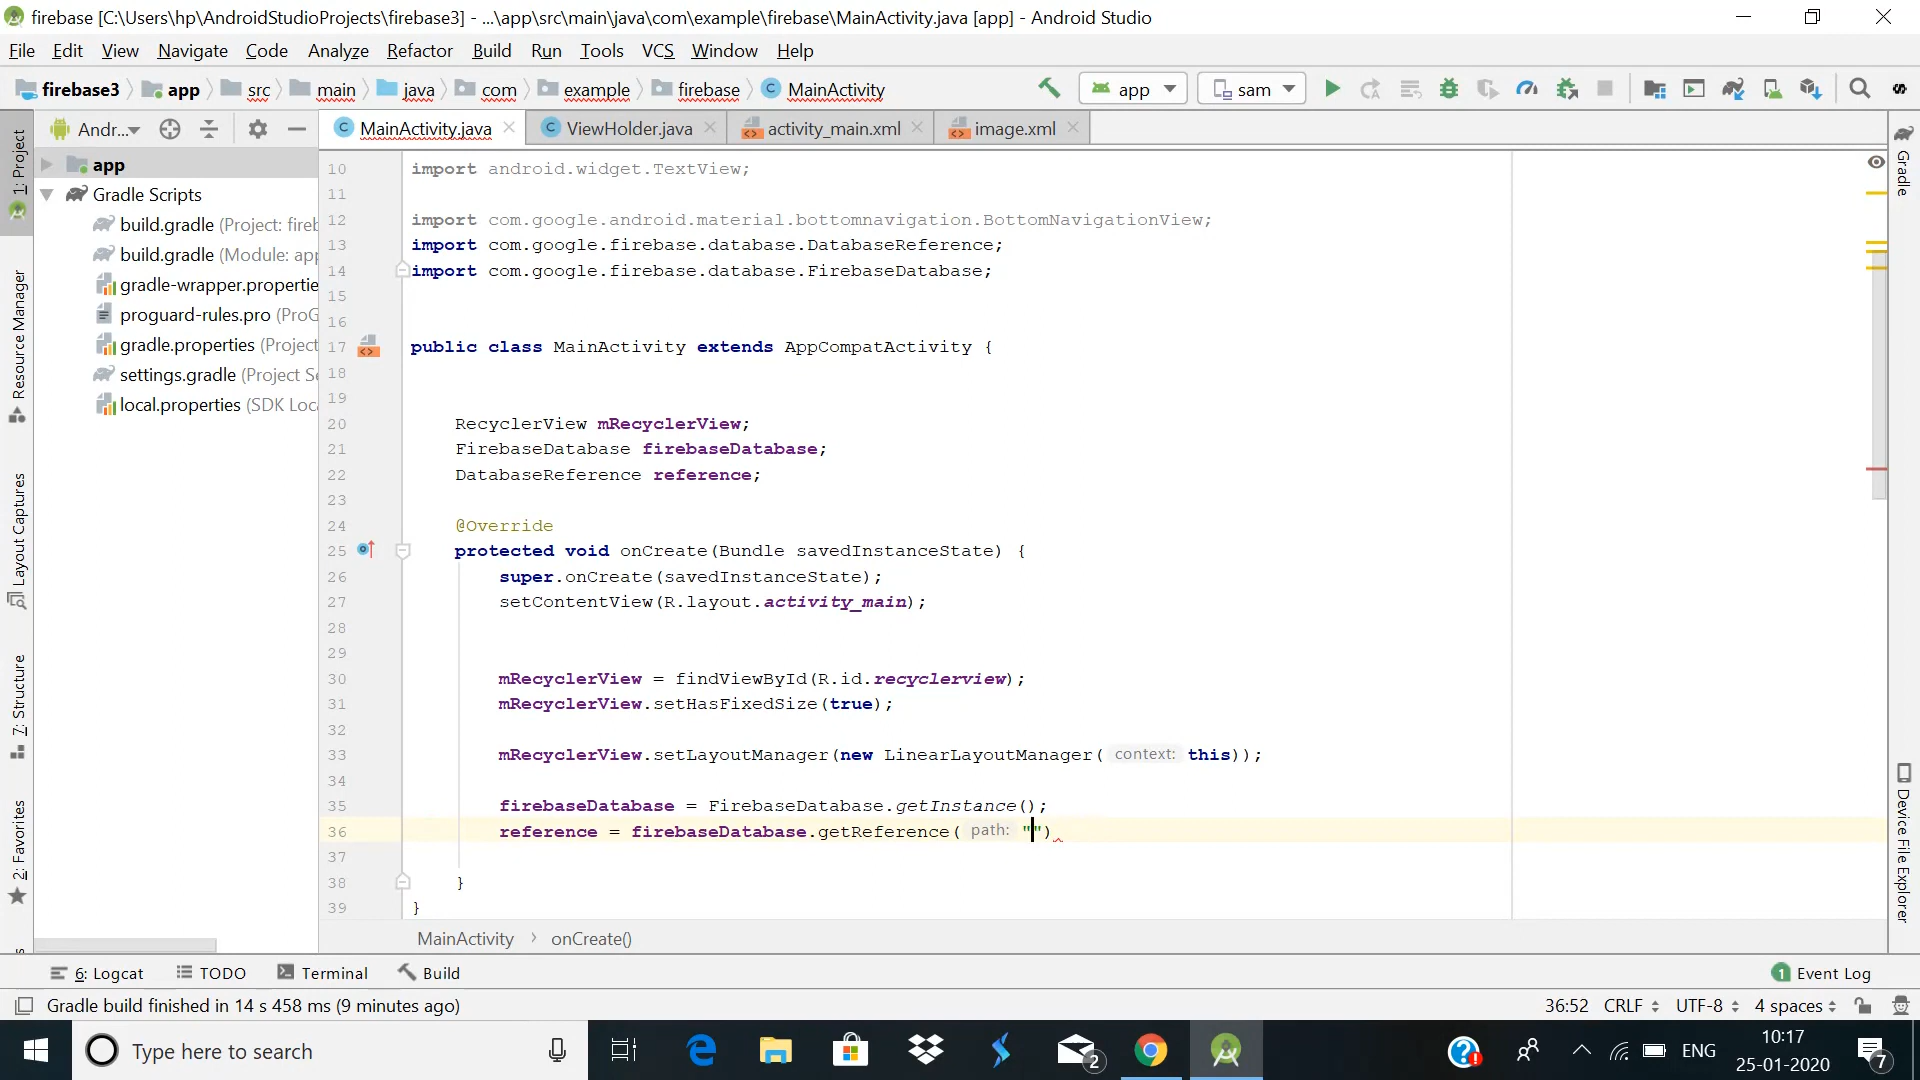 firebase [C:\Users\hp\AndroidStudioProjects\firebase3] - ...\app\src\main\java\com\example\firebase\MainActivity.java [app] - Android Studio
File Edit View Navigate Code Analyze Refactor Build Run Tools VCS Window Help
firebase3 app src main java com example firebase MainActivity app sam
1: Project
Resource Manager
Layout Captures
7: Structure
2: Favorites
Andr...
app
Gradle Scripts
build.gradle (Project: fireb
build.gradle (Module: app
gradle-wrapper.propertie
proguard-rules.pro (ProG
gradle.properties (Project
settings.gradle (Project Se
local.properties (SDK Loca
MainActivity.java ViewHolder.java activity_main.xml image.xml
10 import android.widget.TextView;
11
12 import com.google.android.material.bottomnavigation.BottomNavigationView;
13 import com.google.firebase.database.DatabaseReference;
14 import com.google.firebase.database.FirebaseDatabase;
15
16
17 public class MainActivity extends AppCompatActivity {
18
19
20 RecyclerView mRecyclerView;
21 FirebaseDatabase firebaseDatabase;
22 DatabaseReference reference;
23
24 @Override
25 protected void onCreate(Bundle savedInstanceState) {
26 super.onCreate(savedInstanceState);
27 setContentView(R.layout.activity_main);
28
29
30 mRecyclerView = findViewById(R.id.recyclerview);
31 mRecyclerView.setHasFixedSize(true);
32
33 mRecyclerView.setLayoutManager(new LinearLayoutManager( context: this));
34
35 firebaseDatabase = FirebaseDatabase.getInstance();
36 reference = firebaseDatabase.getReference( path: "")
37
38 }
39 }
MainActivity > onCreate()
Gradle
Device File Explorer
6: Logcat TODO Terminal Build 1 Event Log
Gradle build finished in 14 s 458 ms (9 minutes ago) 36:52 CRLF UTF-8 4 spaces
Type here to search 2 ENG 10:17 7
25-01-2020